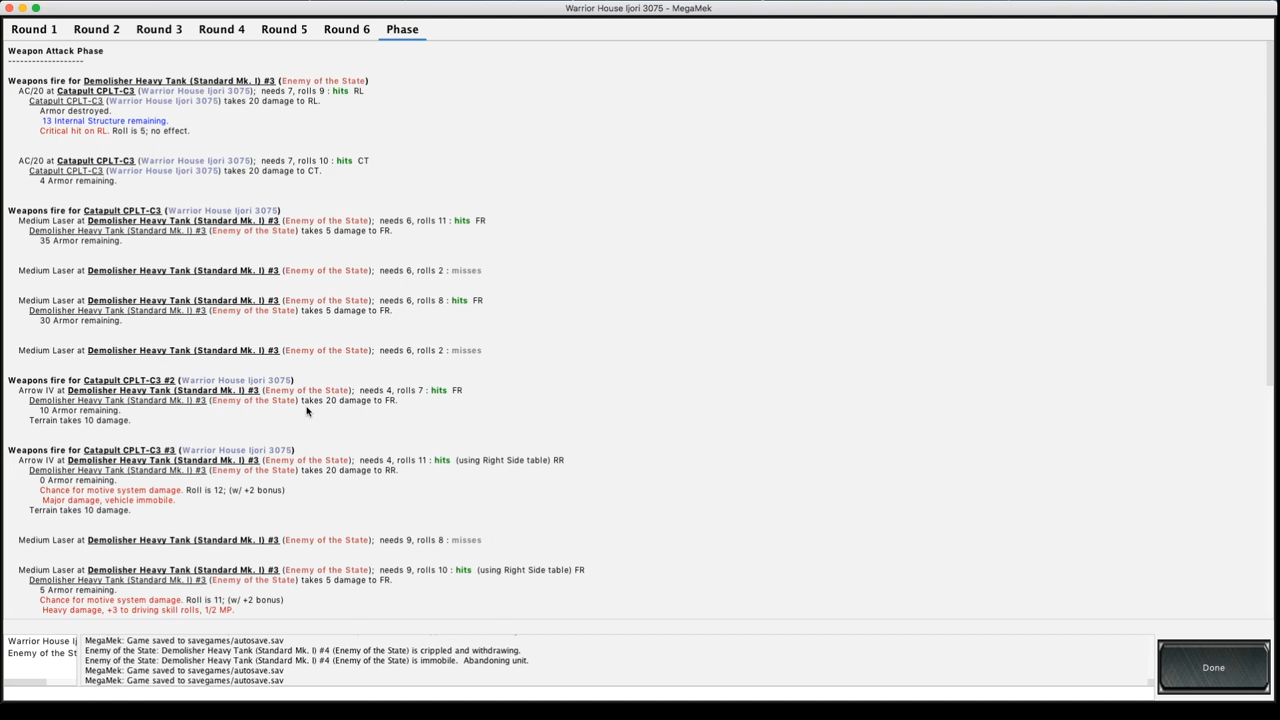 Warrior House Ijori 3075 - MegaMek
Round 1 Round 2 Round 3 Round 4 Round 5 Round 6 Phase
Weapon Attack Phase
-------------------
Weapons fire for Demolisher Heavy Tank (Standard Mk. I) #3 (Enemy of the State)
AC/20 at Catapult CPLT-C3 (Warrior House Ijori 3075); needs 7, rolls 9 : hits RL
Catapult CPLT-C3 (Warrior House Ijori 3075) takes 20 damage to RL.
Armor destroyed.
13 Internal Structure remaining.
Critical hit on RL. Roll is 5; no effect.
AC/20 at Catapult CPLT-C3 (Warrior House Ijori 3075); needs 7, rolls 10 : hits CT
Catapult CPLT-C3 (Warrior House Ijori 3075) takes 20 damage to CT.
4 Armor remaining.
Weapons fire for Catapult CPLT-C3 (Warrior House Ijori 3075)
Medium Laser at Demolisher Heavy Tank (Standard Mk. I) #3 (Enemy of the State); needs 6, rolls 11 : hits FR
Demolisher Heavy Tank (Standard Mk. I) #3 (Enemy of the State) takes 5 damage to FR.
35 Armor remaining.
Medium Laser at Demolisher Heavy Tank (Standard Mk. I) #3 (Enemy of the State); needs 6, rolls 2 : misses
Medium Laser at Demolisher Heavy Tank (Standard Mk. I) #3 (Enemy of the State); needs 6, rolls 8 : hits FR
Demolisher Heavy Tank (Standard Mk. I) #3 (Enemy of the State) takes 5 damage to FR.
30 Armor remaining.
Medium Laser at Demolisher Heavy Tank (Standard Mk. I) #3 (Enemy of the State); needs 6, rolls 2 : misses
Weapons fire for Catapult CPLT-C3 #2 (Warrior House Ijori 3075)
Arrow IV at Demolisher Heavy Tank (Standard Mk. I) #3 (Enemy of the State); needs 4, rolls 7 : hits FR
Demolisher Heavy Tank (Standard Mk. I) #3 (Enemy of the State) takes 20 damage to FR.
10 Armor remaining.
Terrain takes 10 damage.
Weapons fire for Catapult CPLT-C3 #3 (Warrior House Ijori 3075)
Arrow IV at Demolisher Heavy Tank (Standard Mk. I) #3 (Enemy of the State); needs 4, rolls 11 : hits (using Right Side table) RR
Demolisher Heavy Tank (Standard Mk. I) #3 (Enemy of the State) takes 20 damage to RR.
0 Armor remaining.
Chance for motive system damage. Roll is 12; (w/ +2 bonus)
Major damage, vehicle immobile.
Terrain takes 10 damage.
Medium Laser at Demolisher Heavy Tank (Standard Mk. I) #3 (Enemy of the State); needs 9, rolls 8 : misses
Medium Laser at Demolisher Heavy Tank (Standard Mk. I) #3 (Enemy of the State); needs 9, rolls 10 : hits (using Right Side table) FR
Demolisher Heavy Tank (Standard Mk. I) #3 (Enemy of the State) takes 5 damage to FR.
5 Armor remaining.
Chance for motive system damage. Roll is 11; (w/ +2 bonus)
Heavy damage, +3 to driving skill rolls, 1/2 MP.
Warrior House Ij
Enemy of the St
MegaMek: Game saved to savegames/autosave.sav
Enemy of the State: Demolisher Heavy Tank (Standard Mk. I) #4 (Enemy of the State) is crippled and withdrawing.
Enemy of the State: Demolisher Heavy Tank (Standard Mk. I) #4 (Enemy of the State) is immobile. Abandoning unit.
MegaMek: Game saved to savegames/autosave.sav
MegaMek: Game saved to savegames/autosave.sav
Done